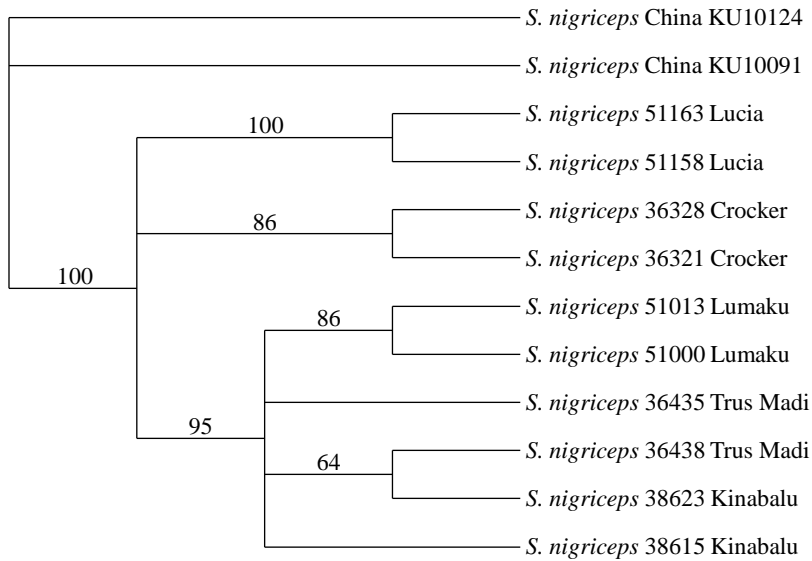 S. nigriceps China KU10124
S. nigriceps China KU10091
100
S. nigriceps 51163 Lucia
S. nigriceps 51158 Lucia
86
S. nigriceps 36328 Crocker
S. nigriceps 36321 Crocker
100
86
S. nigriceps 51013 Lumaku
S. nigriceps 51000 Lumaku
S. nigriceps 36435 Trus Madi
95
64
S. nigriceps 36438 Trus Madi
S. nigriceps 38623 Kinabalu
S. nigriceps 38615 Kinabalu